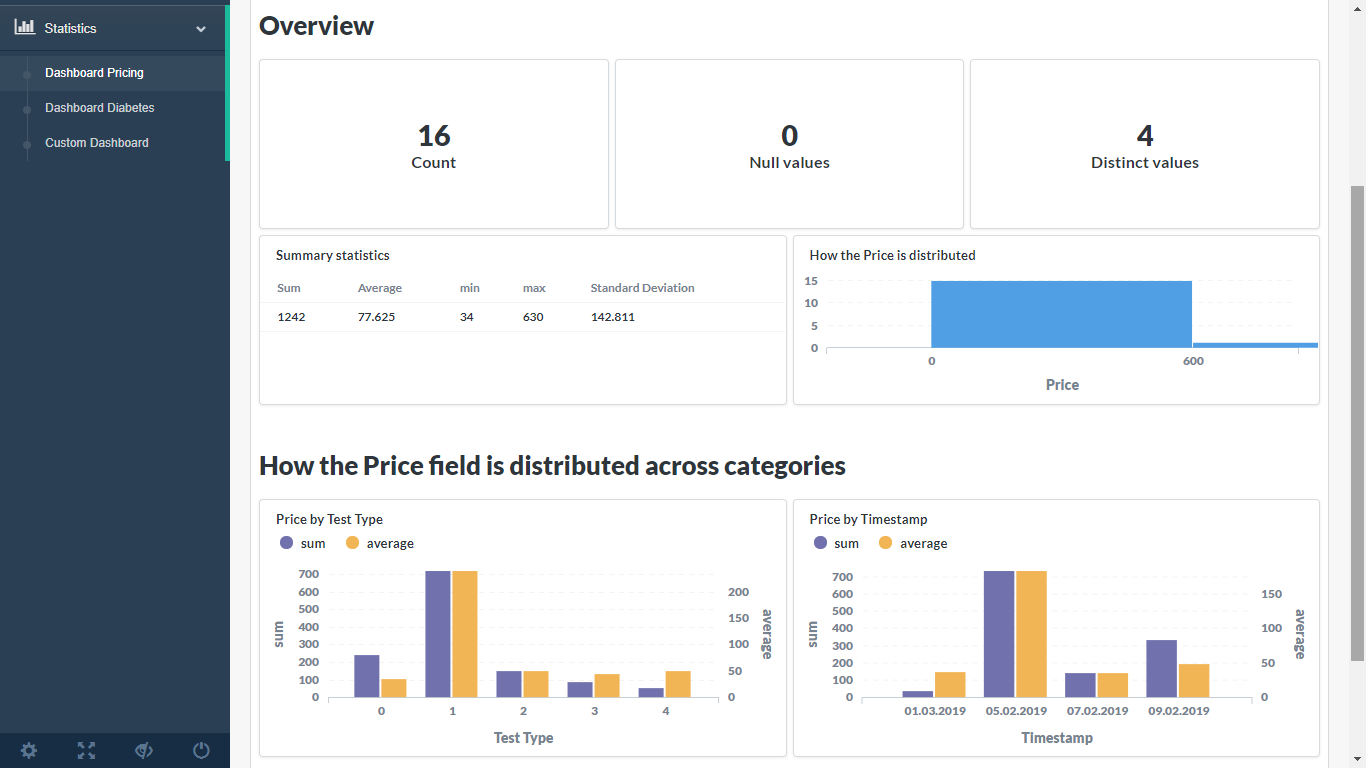 Statistics
Dashboard Pricing
Dashboard Diabetes
Custom Dashboard
Overview
16
Count
0
Null values
4
Distinct values
Summary statistics
Sum Average min max Standard Deviation
1242 77.625 34 630 142.811
How the Price is distributed
15
10
5
0
0 600
Price
How the Price field is distributed across categories
Price by Test Type
sum average
700
600
500
400
300
200
100
0
sum
200
150
100
50
0
average
0 1 2 3 4
Test Type
Price by Timestamp
sum average
700
600
500
400
300
200
100
0
sum
150
100
50
0
average
01.03.2019 05.02.2019 07.02.2019 09.02.2019
Timestamp